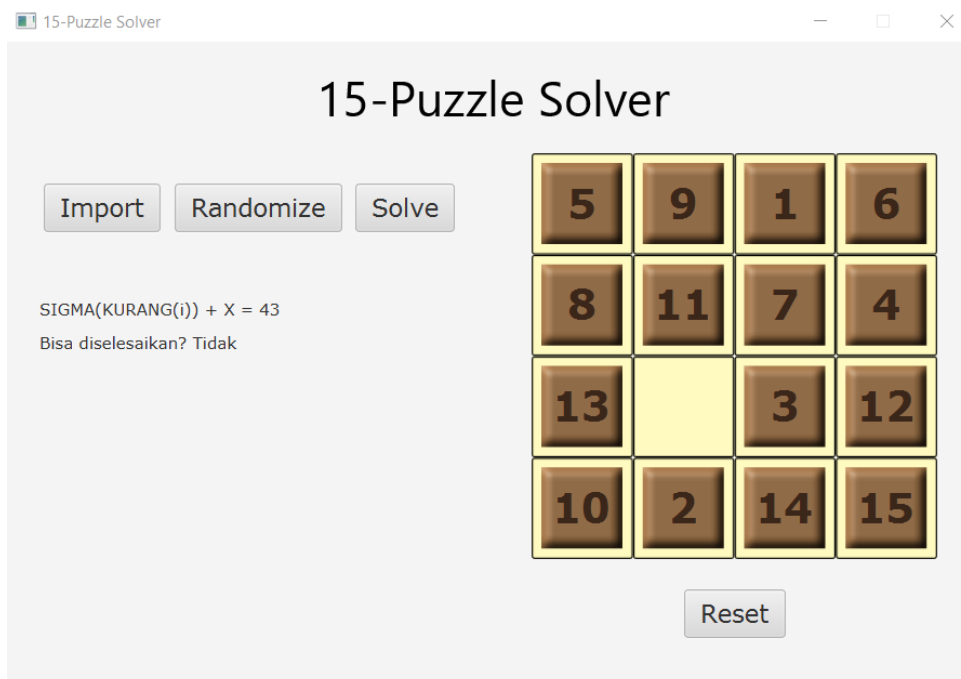 15-Puzzle Solver
15-Puzzle Solver
Import Randomize Solve
SIGMA(KURANG(i)) + X = 43
Bisa diselesaikan? Tidak
5 9 1 6
8 11 7 4
13 3 12
10 2 14 15
Reset